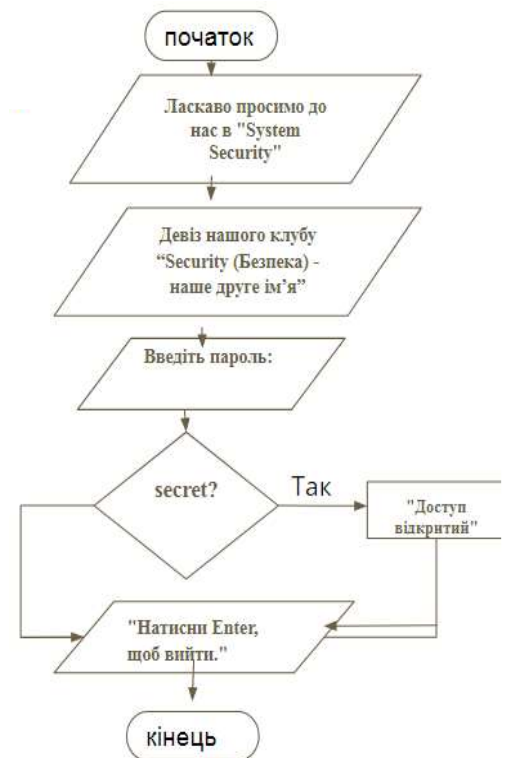 початок
Ласкаво просимо до
нас в "System
Security"
Девіз нашого клубу
“Security (Безпека) -
наше друге ім’я”
Введіть пароль:
secret?
Так
"Доступ
відкритий"
"Натисни Enter,
щоб вийти."
кінець